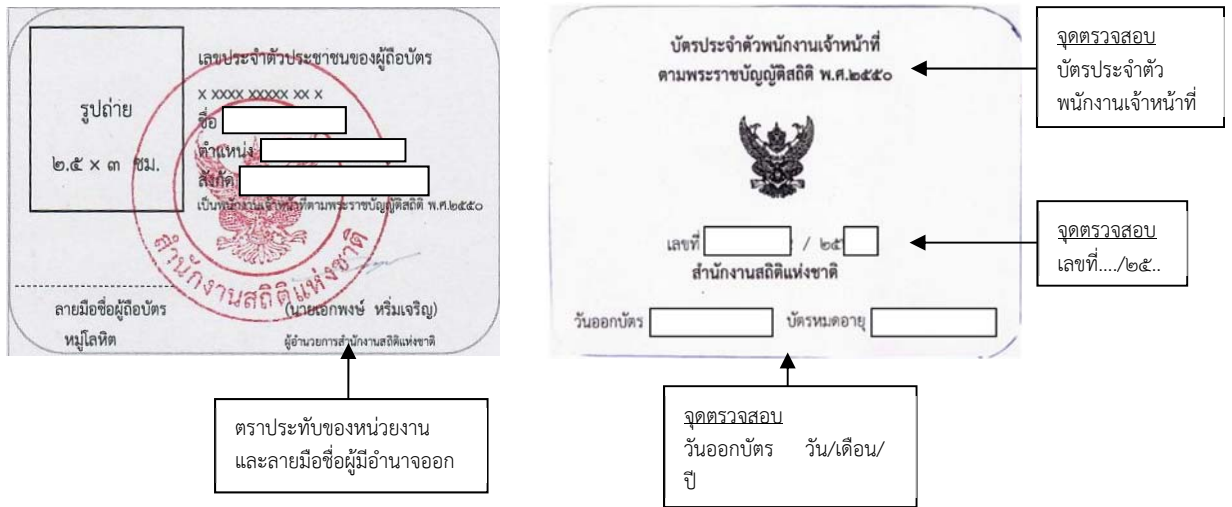 เลขประจำตัวประชาชนของผู้ถือบัตร
x xxxx xxxxx xx x
รูปถ่าย
๒.๕ × ๓ ซม.
ชื่อ
ตำแหน่ง
สังกัด
เป็นพนักงานเจ้าหน้าที่ตามพระราชบัญญัติสถิติ พ.ศ.๒๕๕๐
สำนักงานสถิติแห่งชาติ
ลายมือชื่อผู้ถือบัตร
(นายเอกพงษ์ หริ่มเจริญ)
หมู่โลหิต
ผู้อำนวยการสำนักงานสถิติแห่งชาติ
ตราประทับของหน่วยงาน
และลายมือชื่อผู้มีอำนาจออก
บัตรประจำตัวพนักงานเจ้าหน้าที่
ตามพระราชบัญญัติสถิติ พ.ศ.๒๕๕๐
เลขที่ / ๒๕
สำนักงานสถิติแห่งชาติ
วันออกบัตร บัตรหมดอายุ
จุดตรวจสอบ
บัตรประจำตัว
พนักงานเจ้าหน้าที่
จุดตรวจสอบ
เลขที่..../๒๕..
จุดตรวจสอบ
วันออกบัตร วัน/เดือน/
ปี